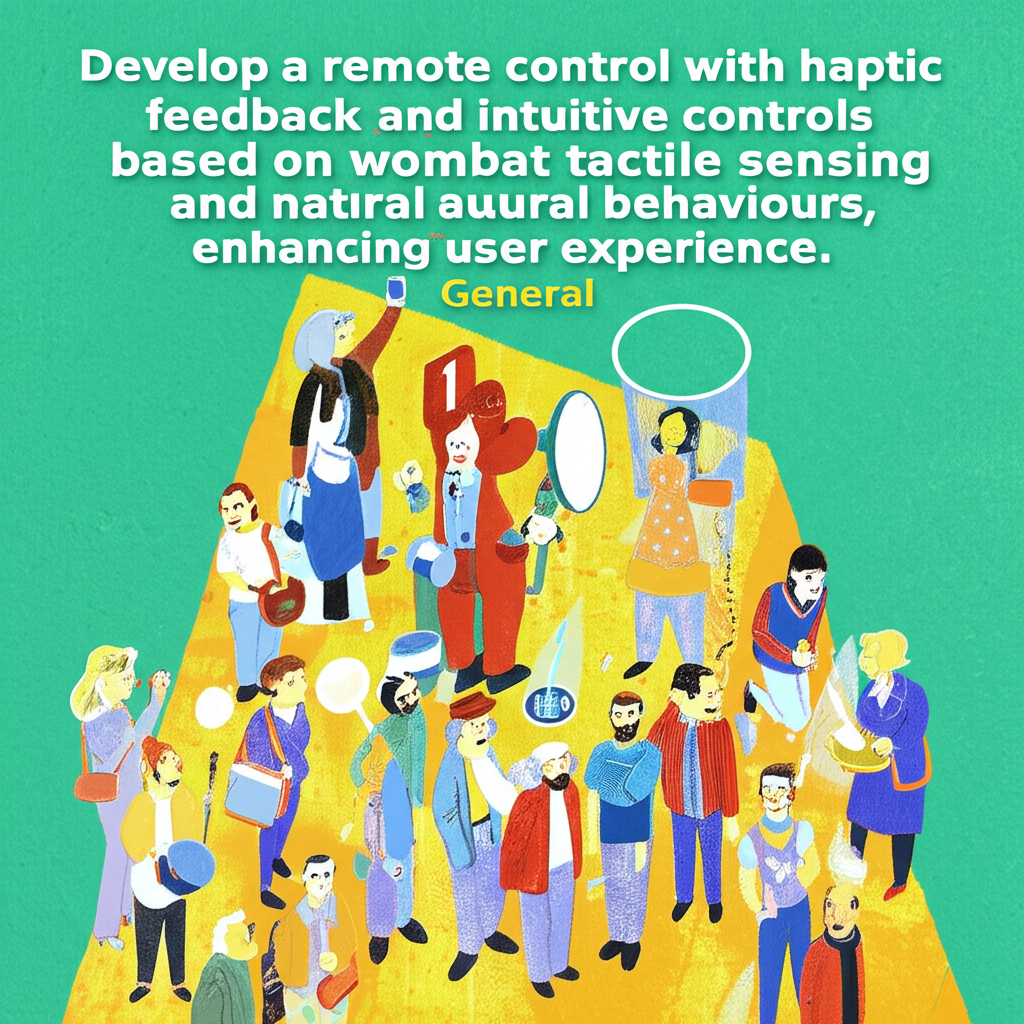 Develop a remote control with haptic
feedback and intuitive controls
based on wombat tactile sensing
and natıral auural behaviours,
enhancing user experience.
General
1